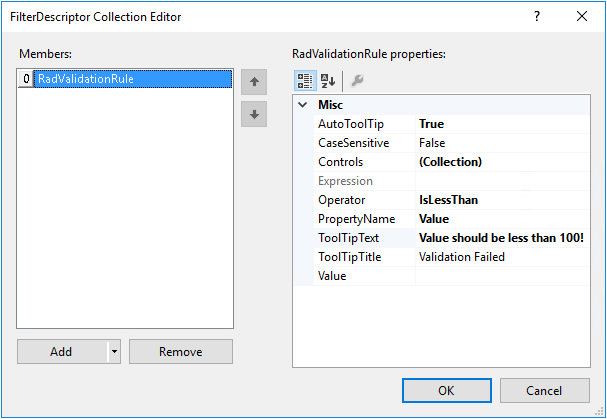 FilterDescriptor Collection Editor ?
Members: RadValidationRule properties:
0 RadValidationRule
Misc
AutoToolTip True
CaseSensitive False
Controls (Collection)
Expression
Operator IsLessThan
PropertyName Value
ToolTipText Value should be less than 100!
ToolTipTitle Validation Failed
Value
Add Remove
OK Cancel